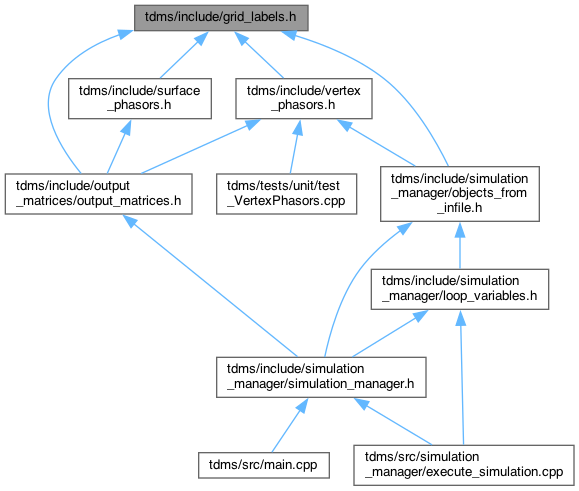 tdms/include/grid_labels.h
tdms/include/surface
_phasors.h
tdms/include/vertex
_phasors.h
tdms/include/output
_matrices/output_matrices.h
tdms/tests/unit/test
_VertexPhasors.cpp
tdms/include/simulation
_manager/objects_from
_infile.h
tdms/include/simulation
_manager/loop_variables.h
tdms/include/simulation
_manager/simulation_manager.h
tdms/src/main.cpp
tdms/src/simulation
_manager/execute_simulation.cpp